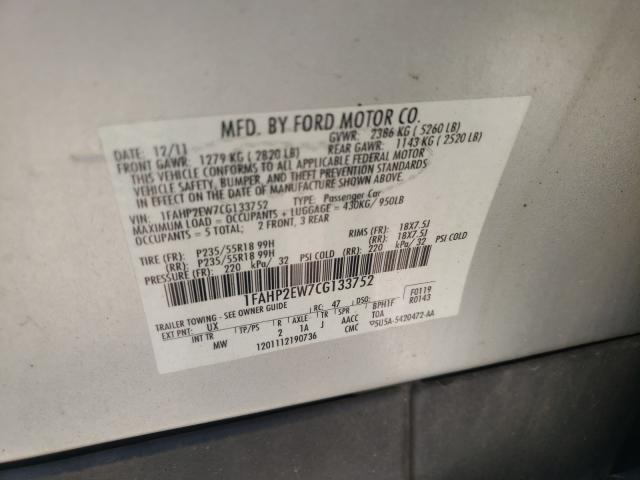 MFD. BY FORD MOTOR CO.
DATE: 12/11 GVWR: 2386 KG ( 5260 LB)
FRONT GAWR: 1279 KG ( 2820 LB) REAR GAWR: 1143 KG ( 2520 LB)
THIS VEHICLE CONFORMS TO ALL APPLICABLE FEDERAL MOTOR
VEHICLE SAFETY, BUMPER, AND THEFT PREVENTION STANDARDS
IN EFFECT ON THE DATE OF MANUFACTURE SHOWN ABOVE.
VIN: 1FAHP2EW7CG133752 TYPE: Passenger Car
MAXIMUM LOAD = OCCUPANTS + LUGGAGE = 430KG/ 950LB
OCCUPANTS = 5 TOTAL; 2 FRONT, 3 REAR
TIRE (FR): P235/55R18 99H RIMS (FR): 18X7.5J
(RR): P235/55R18 99H (RR): 18X7.5J
PRESSURE (FR): 220 kPa/ 32 PSI COLD (RR): 220 kPa/ 32 PSI COLD
1FAHP2EW7CG133752
TRAILER TOWING - SEE OWNER GUIDE RC: 47 DSO: F0119
EXT PNT: UX TP/PS R AXLE TR SPR BPH1F R0143
INT TR 2 1A J AACC TOA
MW 1201112190736 CMC 5U5A-5420472-AA